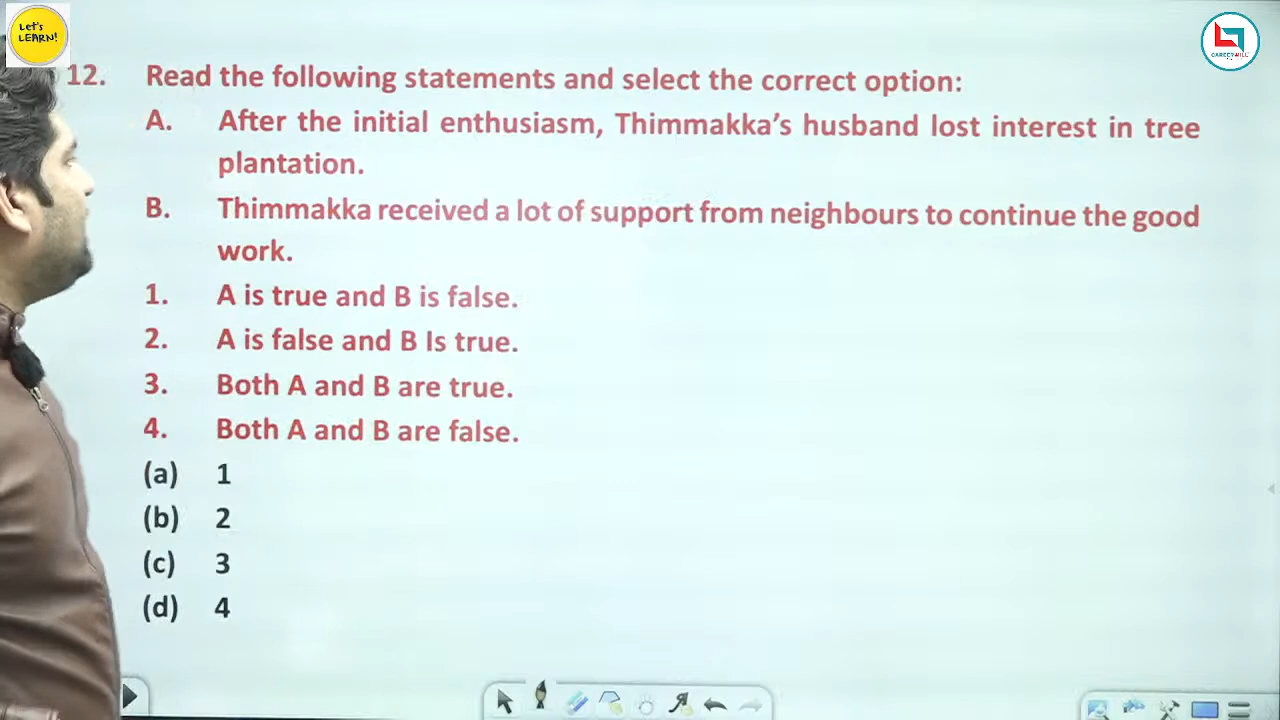 Let's
LEARN!
CAREERWILL
12. Read the following statements and select the correct option:
A. After the initial enthusiasm, Thimmakka's husband lost interest in tree
plantation.
B. Thimmakka received a lot of support from neighbours to continue the good
work.
1. A is true and B is false.
2. A is false and B Is true.
3. Both A and B are true.
4. Both A and B are false.
(a) 1
(b) 2
(c) 3
(d) 4